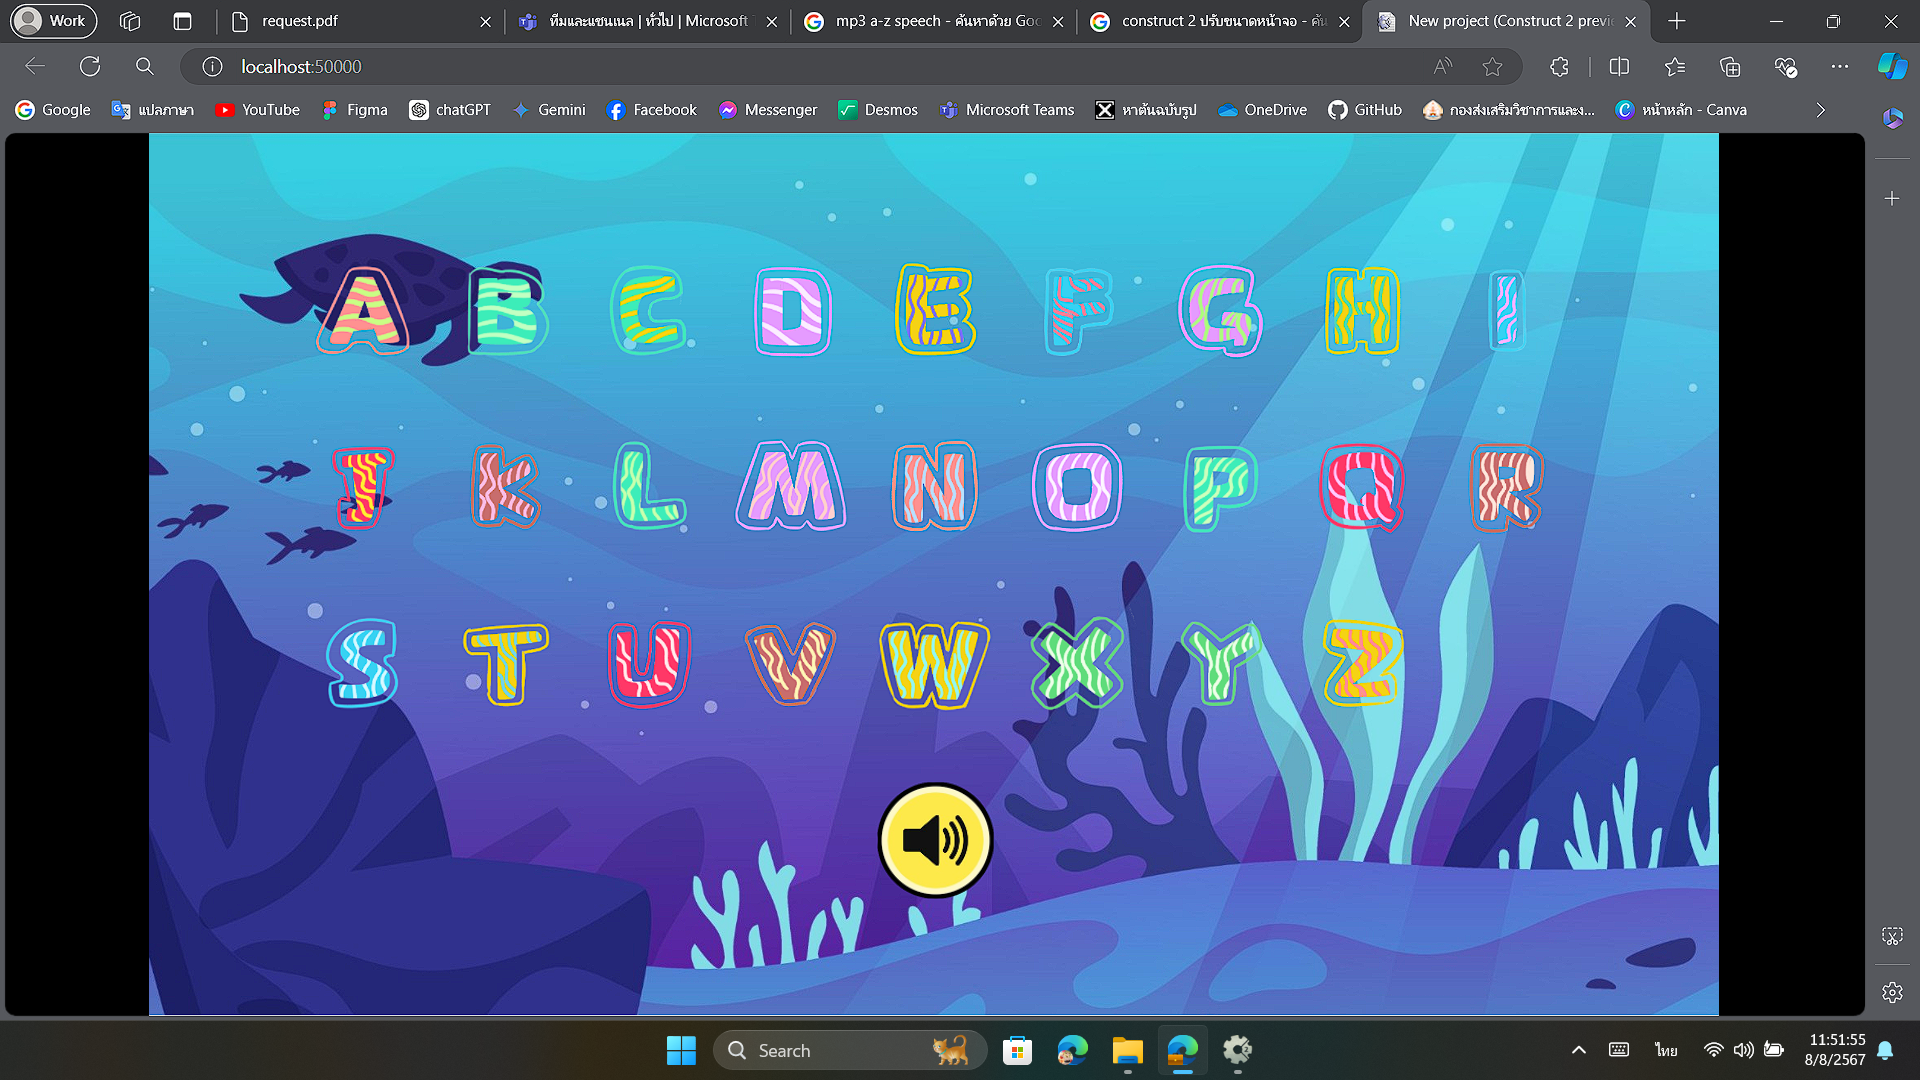 Work
request.pdf
ทีมและแชนเนล | ทั่วไป | Microsoft
mp3 a-z speech - ค้นหาด้วย Goo
construct 2 ปรับขนาดหน้าจอ - ค้น
New project (Construct 2 previ
localhost:50000
Google
แปลภาษา
YouTube
Figma
chatGPT
Gemini
Facebook
Messenger
Desmos
Microsoft Teams
หาต้นฉบับรูป
OneDrive
GitHub
กองส่งเสริมวิชาการและง...
หน้าหลัก - Canva
A B C D E F G H I
J K L M N O P Q R
S T U V W X Y Z
Search
ไทย
11:51:55
8/8/2567